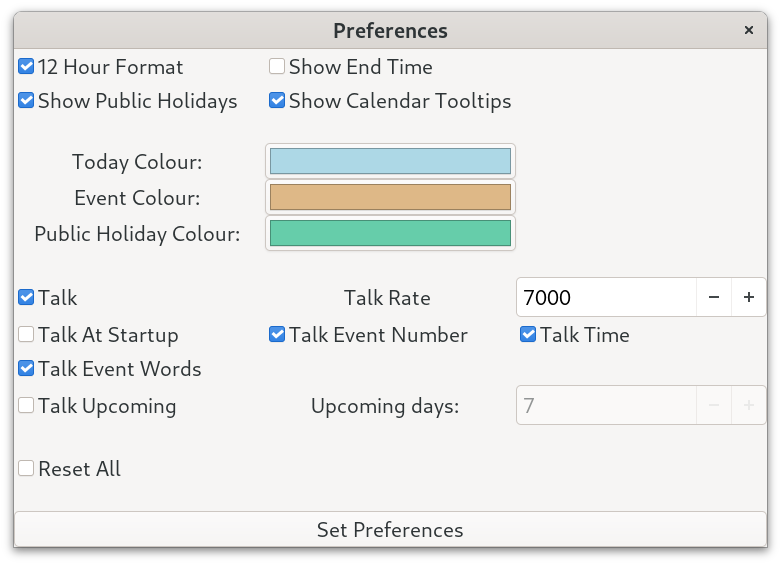 Preferences
12 Hour Format Show End Time
Show Public Holidays Show Calendar Tooltips
Today Colour:
Event Colour:
Public Holiday Colour:
Talk Talk Rate 7000
Talk At Startup Talk Event Number Talk Time
Talk Event Words
Talk Upcoming Upcoming days: 7
Reset All
Set Preferences